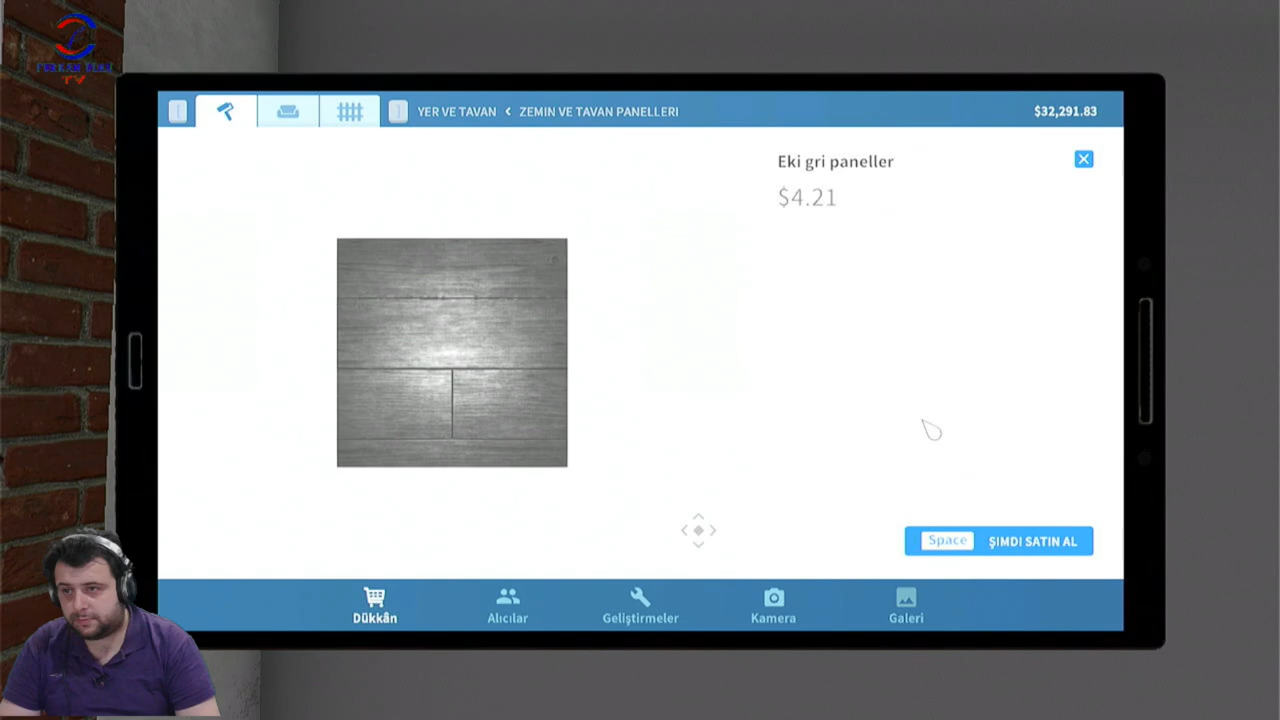 TV
YER VE TAVAN < ZEMIN VE TAVAN PANELLERI
$32,291.83
Eki gri paneller
$4.21
Space ŞIMDI SATIN AL
Dükkân
Alıcılar
Geliştirmeler
Kamera
Galeri